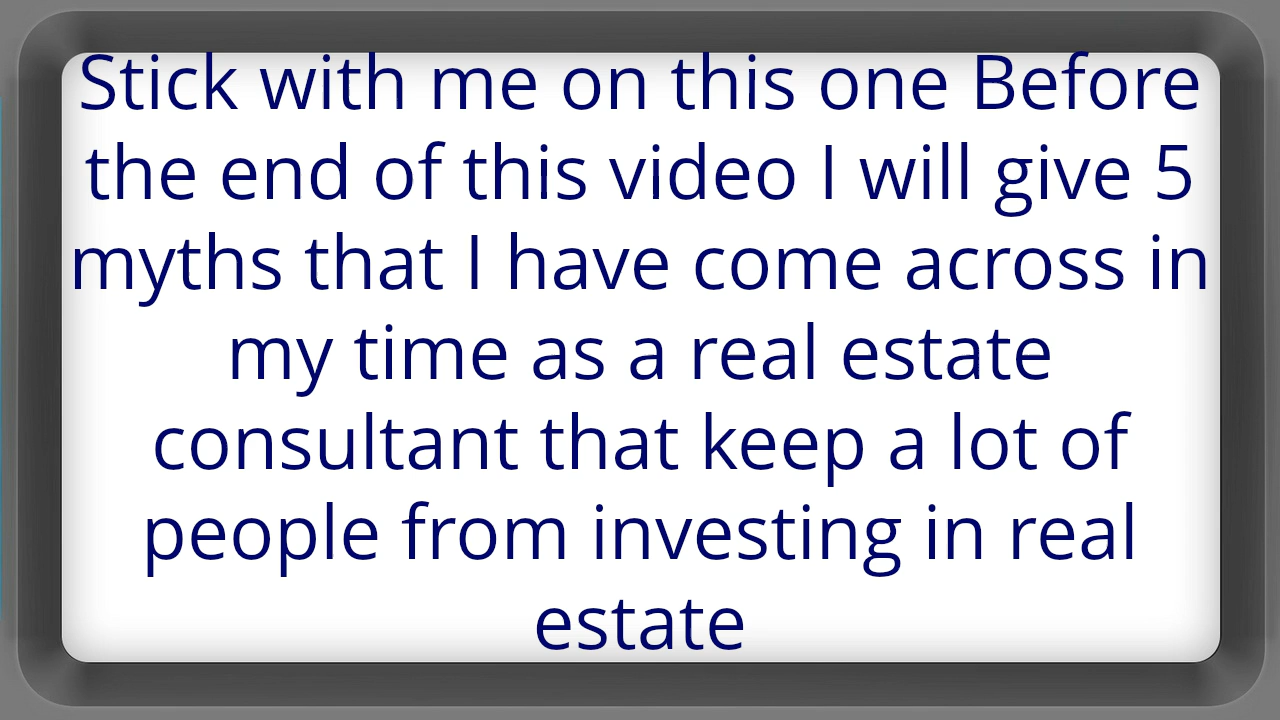 Stick with me on this one Before
the end of this video I will give 5
myths that I have come across in
my time as a real estate
consultant that keep a lot of
people from investing in real
estate